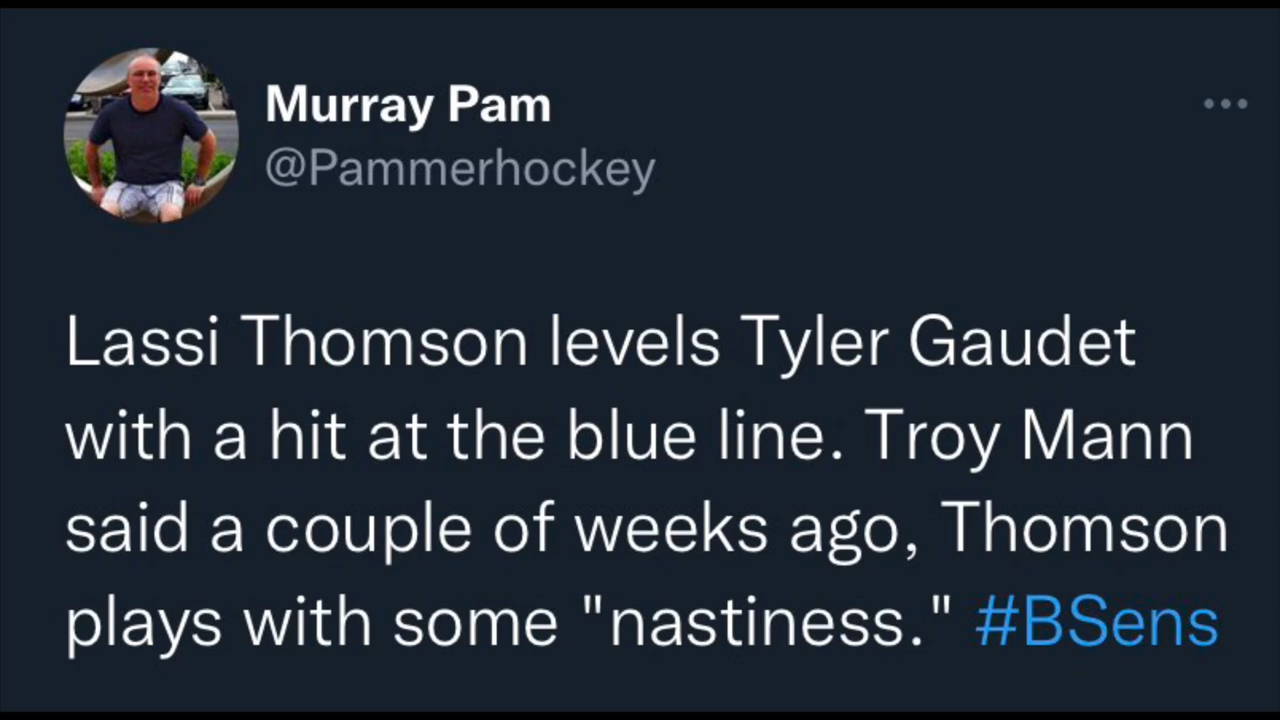 Murray Pam
@Pammerhockey
Lassi Thomson levels Tyler Gaudet
with a hit at the blue line. Troy Mann
said a couple of weeks ago, Thomson
plays with some "nastiness." #BSens